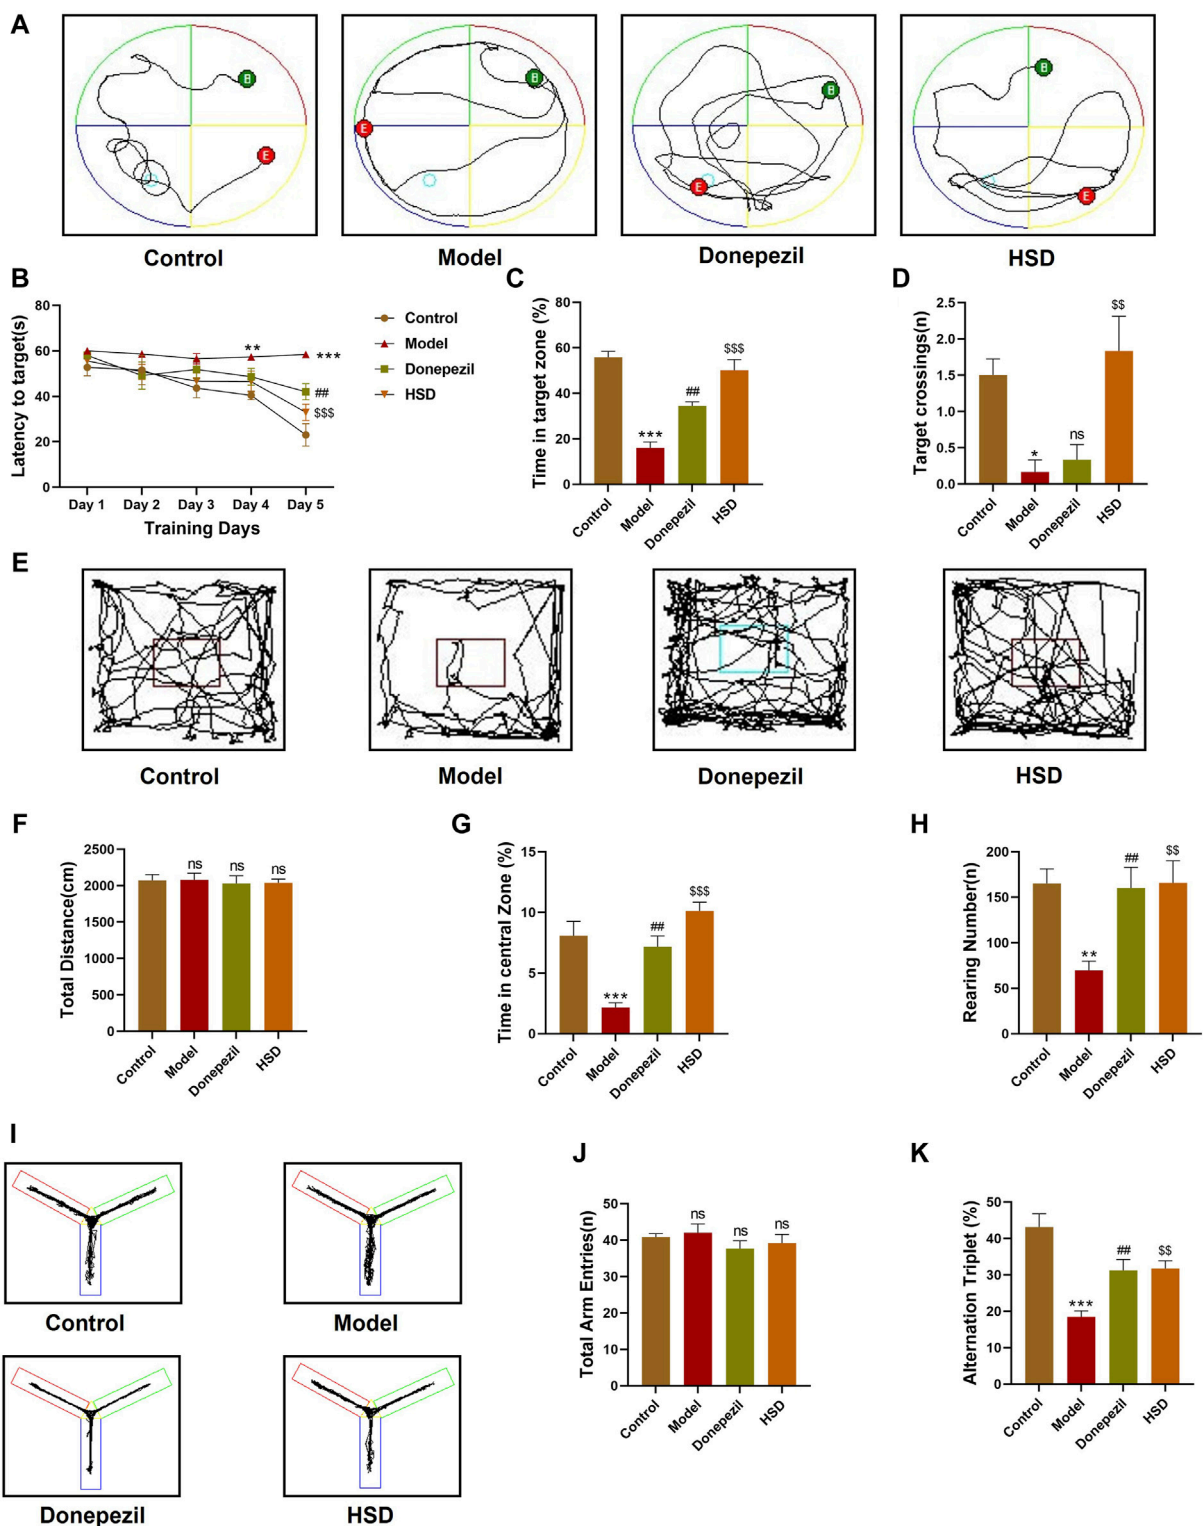 A
B
E
Control
B
E
Model
B
E
Donepezil
B
E
HSD
B
Latency to target(s)
80
60
40
20
0
** 
***
##
$$$
Day 1 Day 2 Day 3 Day 4 Day 5
Training Days
Control
Model
Donepezil
HSD
C
Time in target zone (%)
80
60
40
20
0
***
##
$$$
Control Model Donepezil HSD
D
Target crossings(n)
2.5
2.0
1.5
1.0
0.5
0.0
*
ns
$$
Control Model Donepezil HSD
E
Control
Model
Donepezil
HSD
F
Total Distance(cm)
2500
2000
1500
1000
500
0
ns ns ns
Control Model Donepezil HSD
G
Time in central Zone (%)
15
10
5
0
***
##
$$$
Control Model Donepezil HSD
H
Rearing Number(n)
200
150
100
50
0
**
##
$$
Control Model Donepezil HSD
I
Control
Model
Donepezil
HSD
J
Total Arm Entries(n)
50
40
30
20
10
0
ns ns ns
Control Model Donepezil HSD
K
Alternation Triplet (%)
50
40
30
20
10
0
***
##
$$
Control Model Donepezil HSD